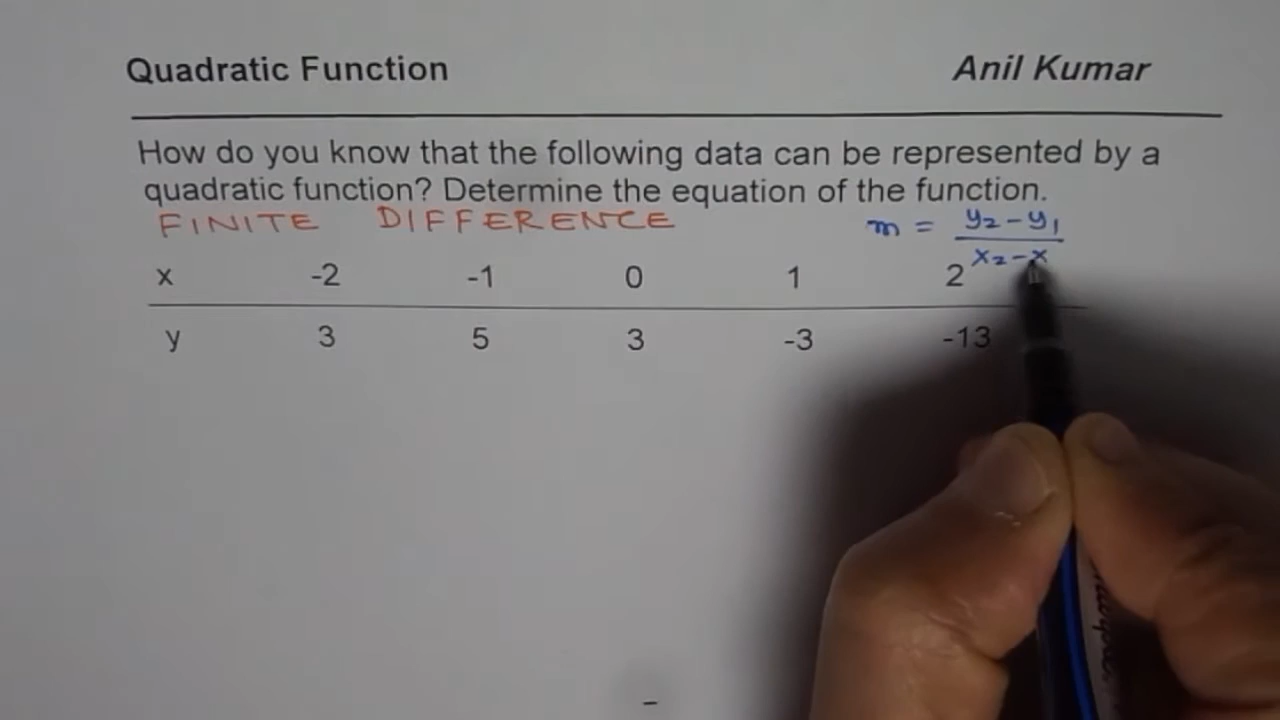 Quadratic Function Anil Kumar
How do you know that the following data can be represented by a
quadratic function? Determine the equation of the function.
FINITE DIFFERENCE m = y₂-y₁
x₂-x
x -2 -1 0 1 2
y 3 5 3 -3 -13